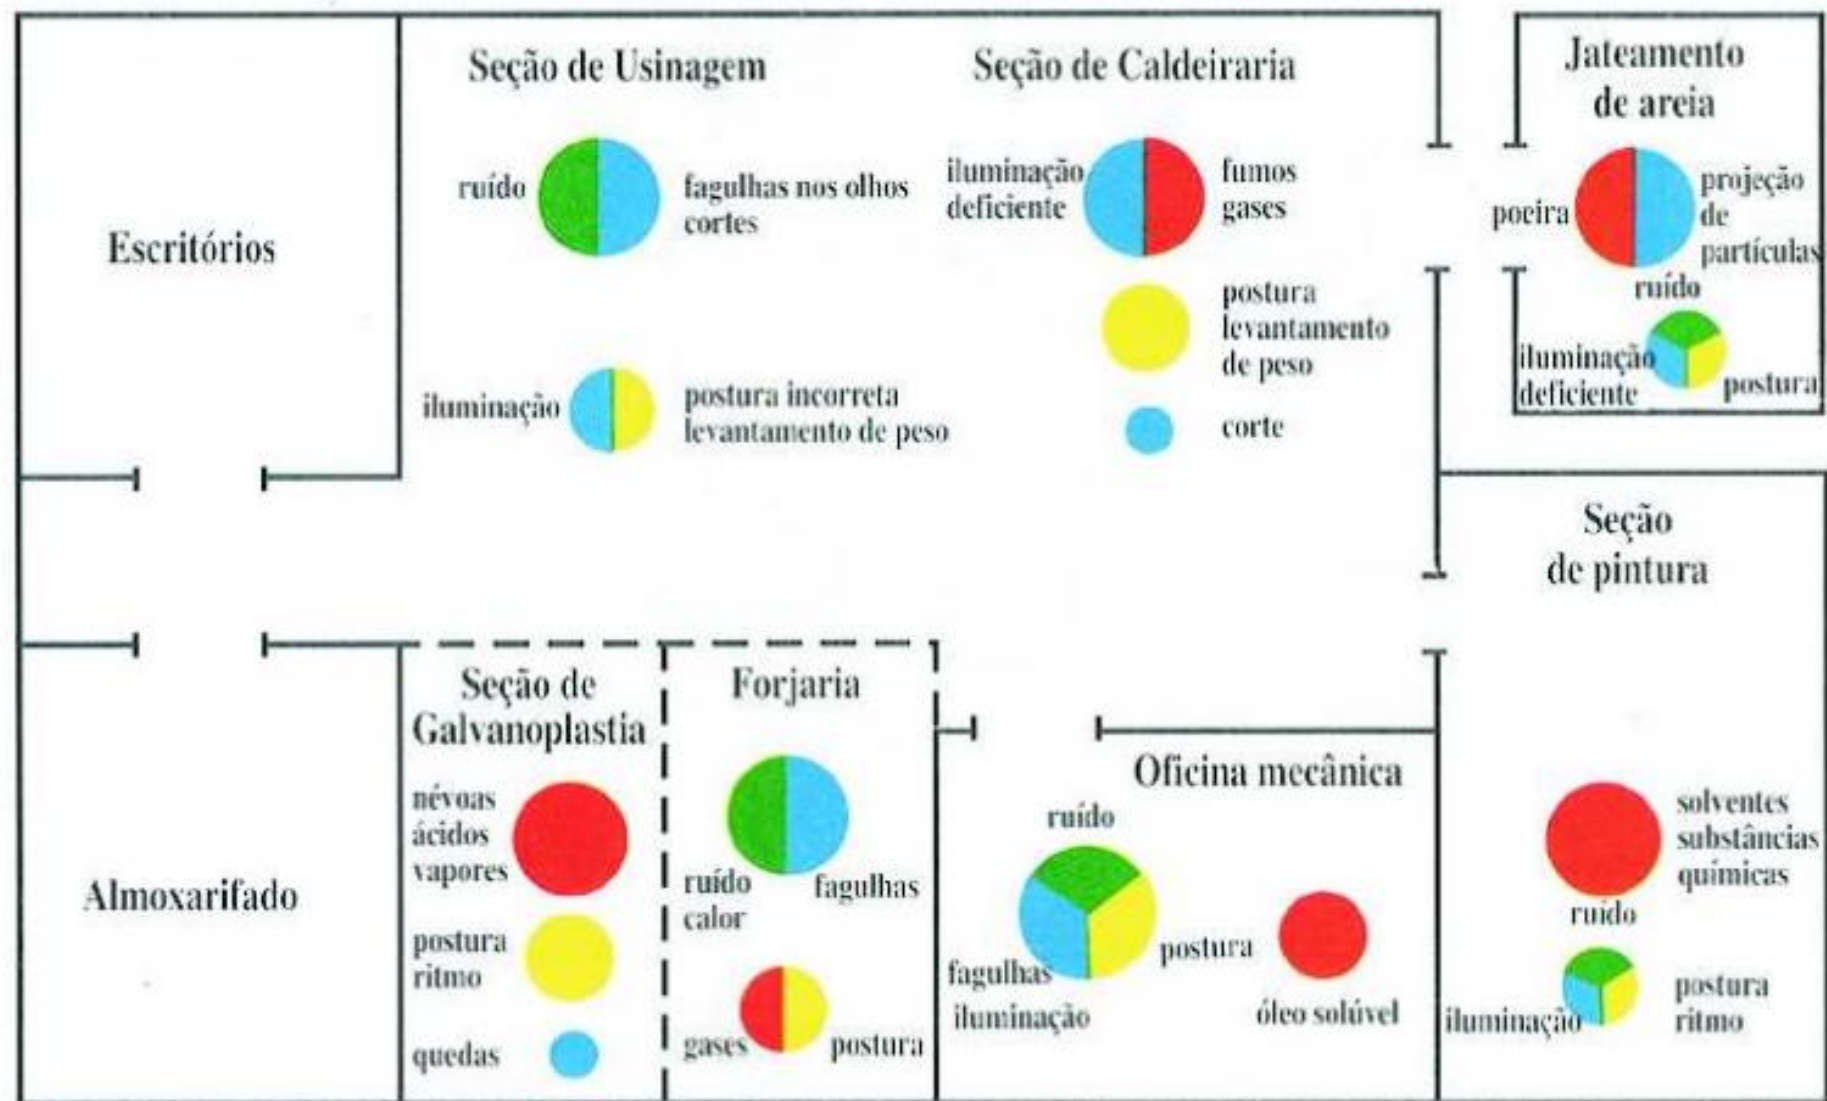 Escritórios
Seção de Usinagem
ruído
fagulhas nos olhos
cortes
iluminação
postura incorreta
levantamento de peso
Seção de Caldeiraria
iluminação
deficiente
fumos
gases
postura
levantamento
de peso
corte
Jateamento
de areia
poeira
projeção
de
partículas
ruído
iluminação
deficiente
postura
Seção
de pintura
solventes
substâncias
químicas
ruído
iluminação
postura
ritmo
Almoxarifado
Seção de
Galvanoplastia
névoas
ácidos
vapores
postura
ritmo
quedas
Forjaria
ruído
calor
fagulhas
gases
postura
Oficina mecânica
ruído
fagulhas
iluminação
postura
óleo solúvel